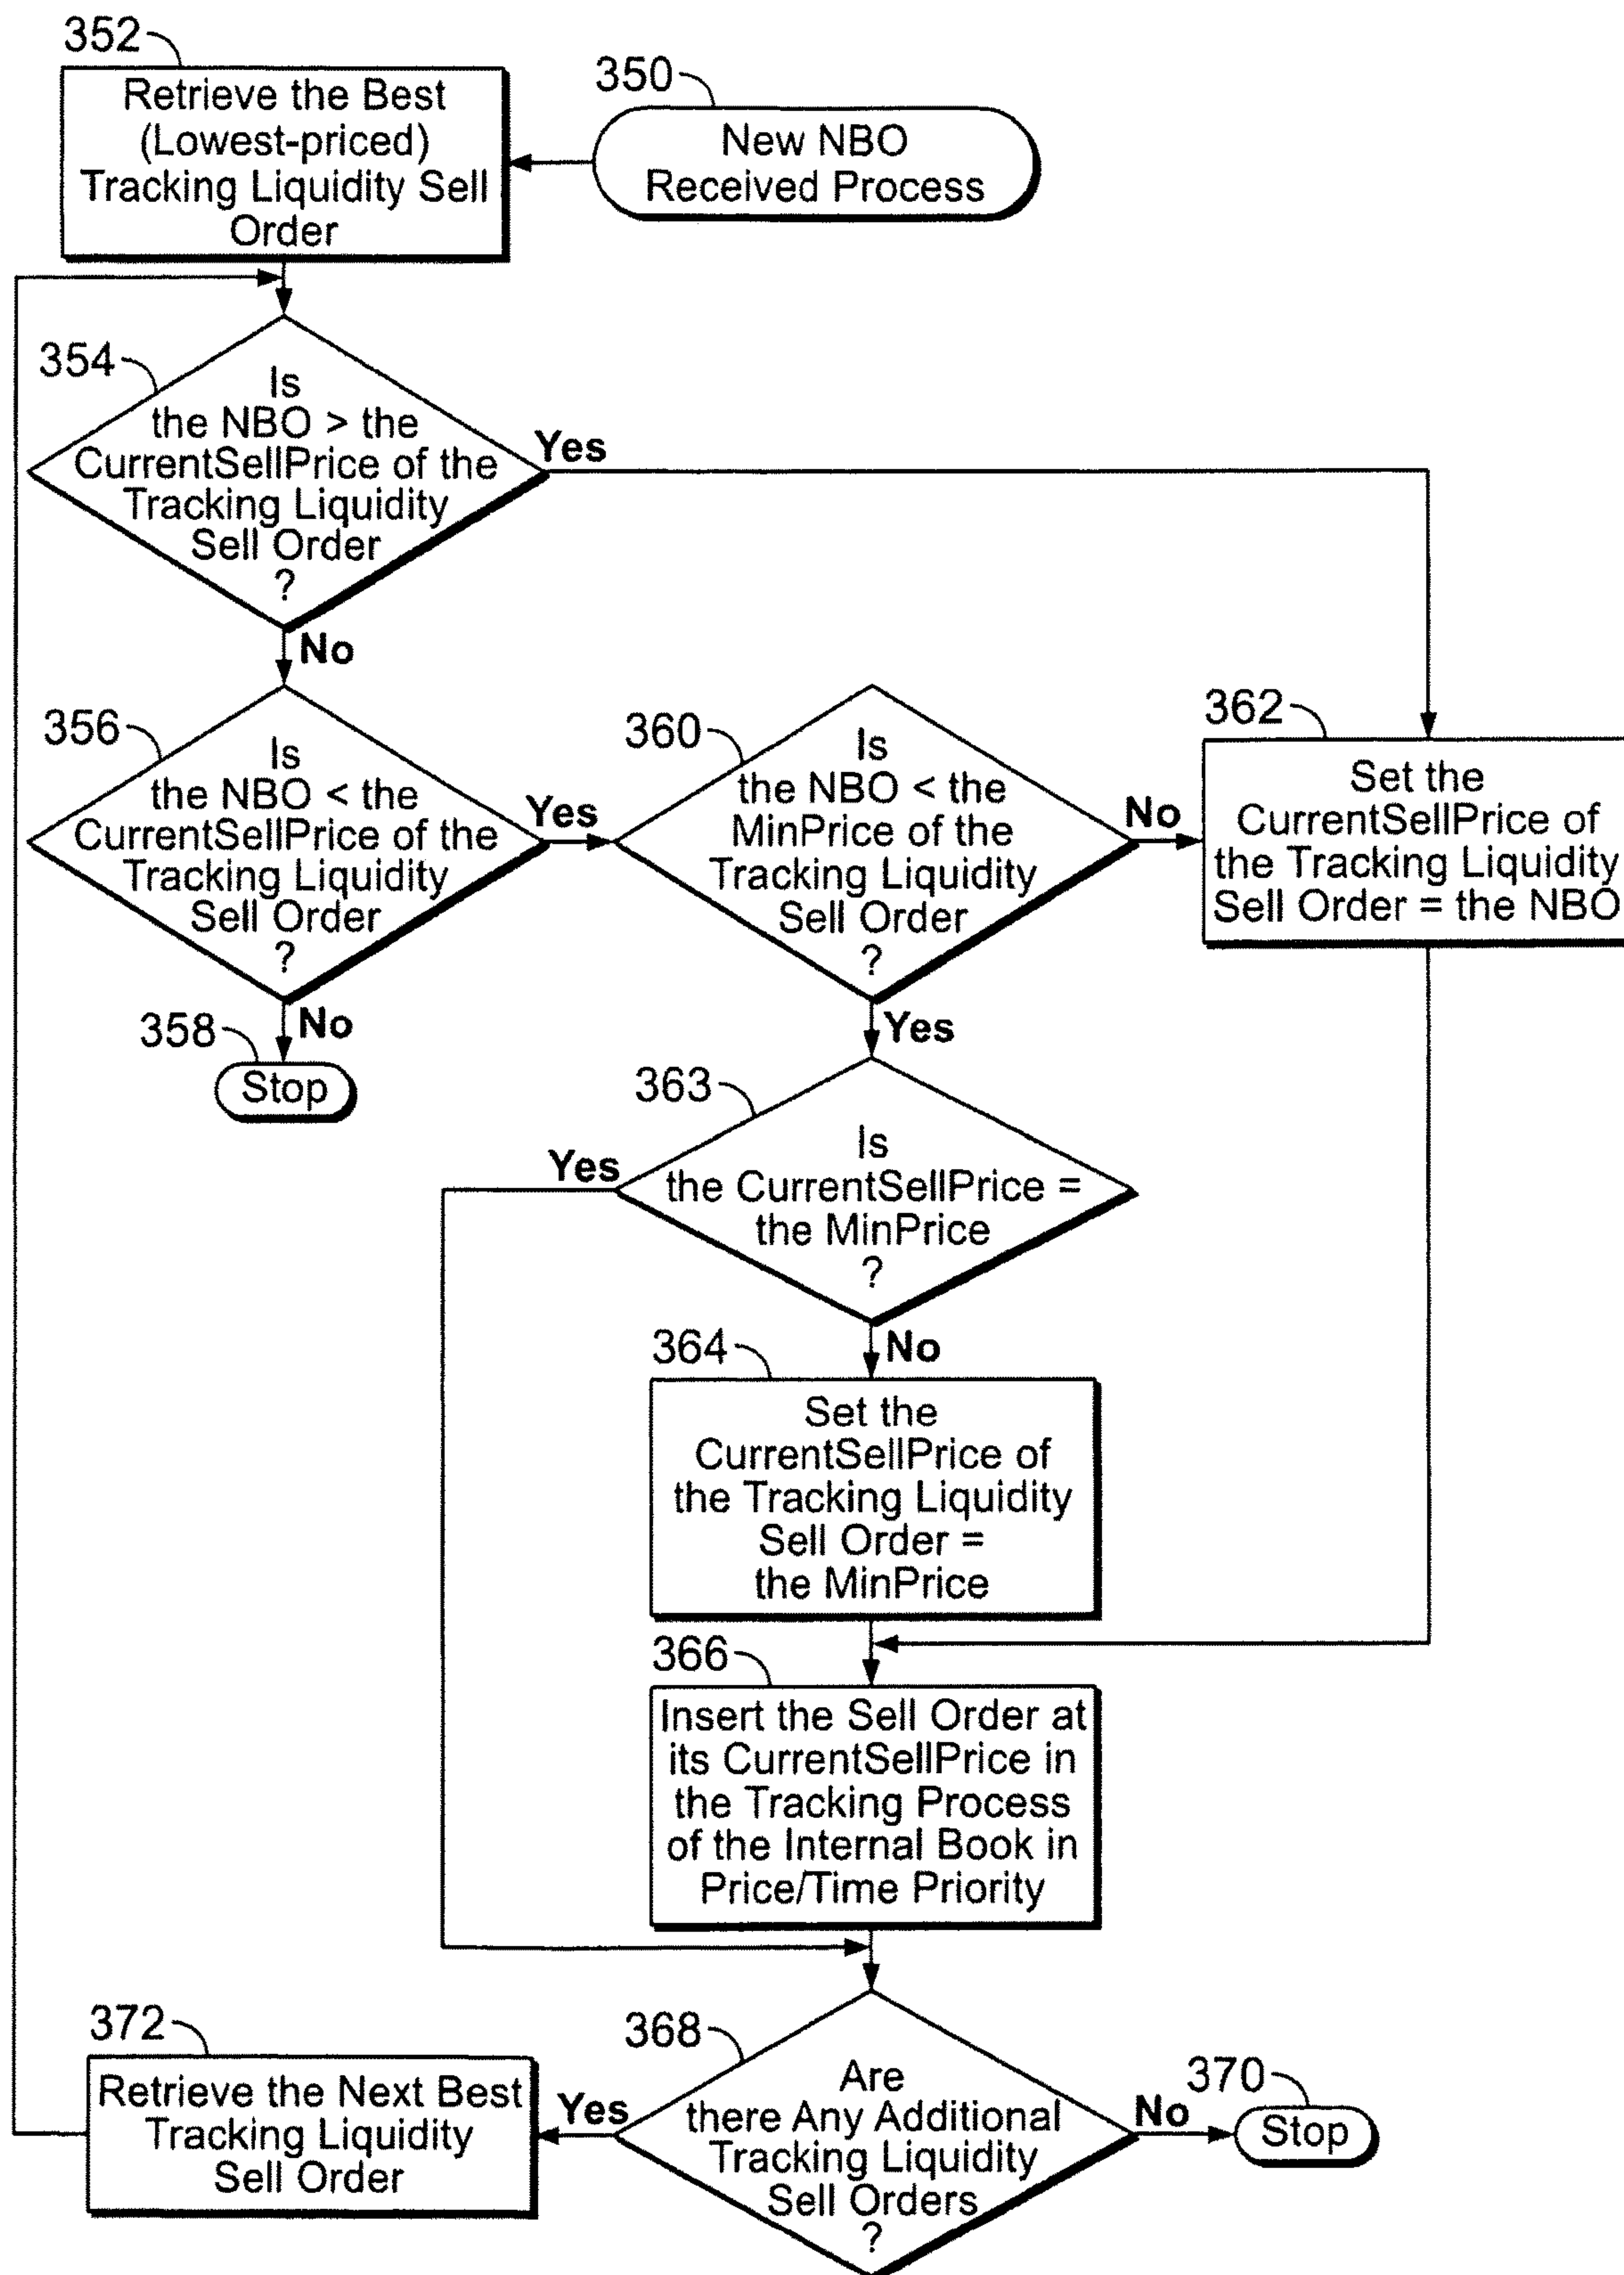 352
Retrieve the Best
(Lowest-priced)
Tracking Liquidity Sell
Order
350
New NBO
Received Process
354
Is
the NBO > the
CurrentSellPrice of the
Tracking Liquidity
Sell Order
?
Yes
No
356
Is
the NBO < the
CurrentSellPrice of the
Tracking Liquidity
Sell Order
?
Yes
No
358
Stop
360
Is
the NBO < the
MinPrice of the
Tracking Liquidity
Sell Order
?
No
Yes
362
Set the
CurrentSellPrice of
the Tracking Liquidity
Sell Order = the NBO
363
Is
the CurrentSellPrice =
the MinPrice
?
Yes
No
364
Set the
CurrentSellPrice of
the Tracking Liquidity
Sell Order =
the MinPrice
366
Insert the Sell Order at
its CurrentSellPrice in
the Tracking Process
of the Internal Book in
Price/Time Priority
368
Are
there Any Additional
Tracking Liquidity
Sell Orders
?
Yes
No
370
Stop
372
Retrieve the Next Best
Tracking Liquidity
Sell Order